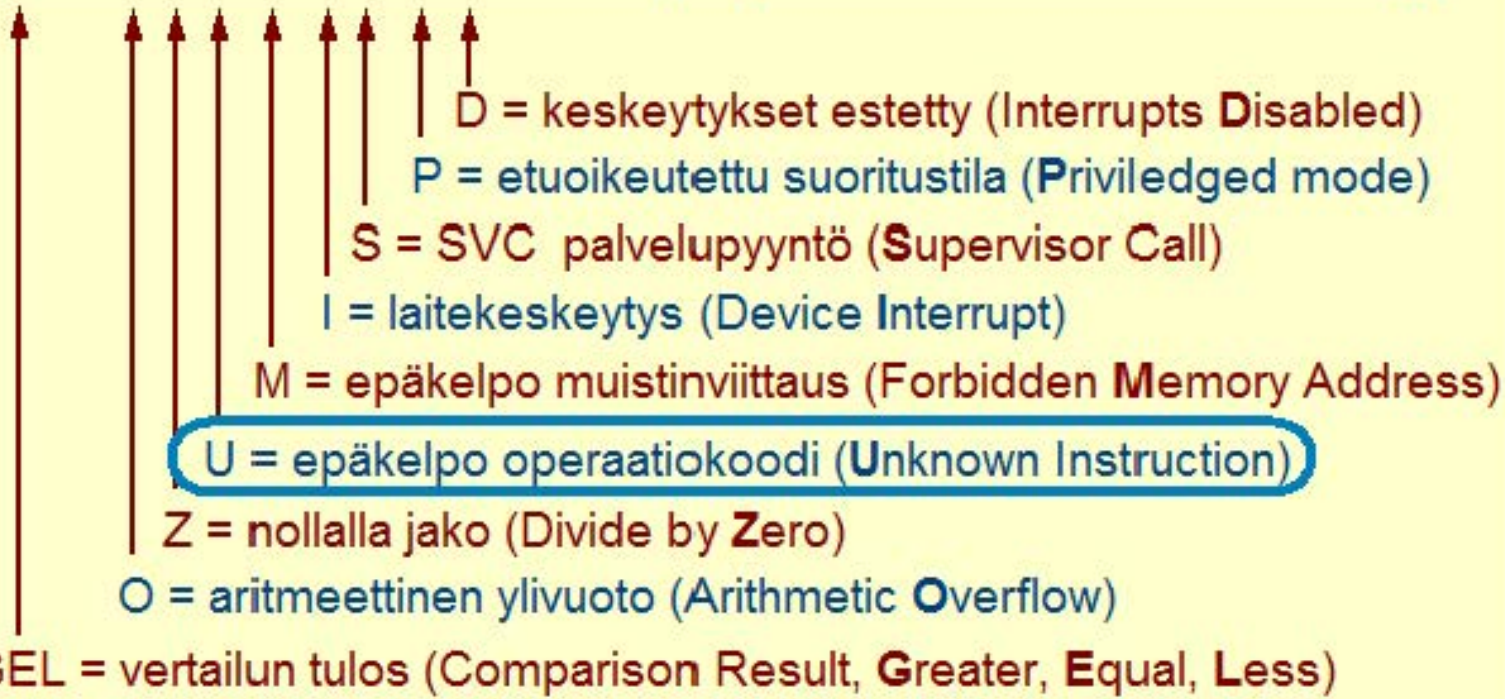 D = keskeytykset estetty (Interrupts Disabled)
P = etuoikeutettu suoritustila (Priviledged mode)
S = SVC palvelupyyntö (Supervisor Call)
I = laitekeskeytys (Device Interrupt)
M = epäkelpo muistinviittaus (Forbidden Memory Address)
U = epäkelpo operaatiokoodi (Unknown Instruction)
Z = nollalla jako (Divide by Zero)
O = aritmeettinen ylivuoto (Arithmetic Overflow)
GEL = vertailun tulos (Comparison Result, Greater, Equal, Less)